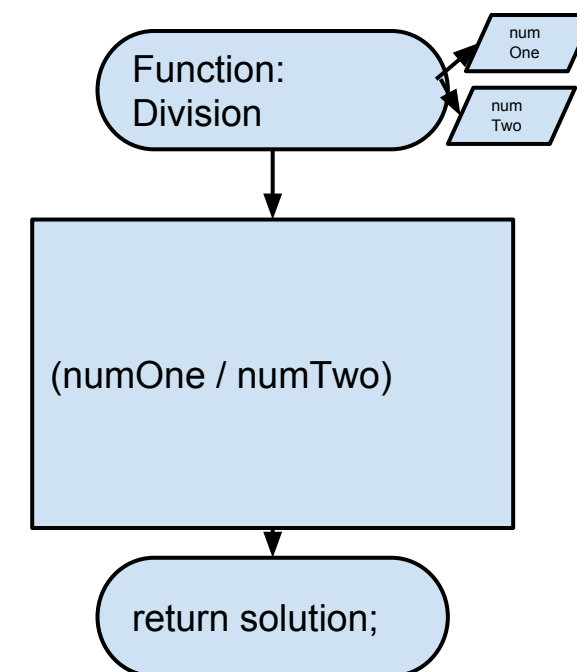 Function:
Division
num
One
num
Two
(numOne / numTwo)
return solution;